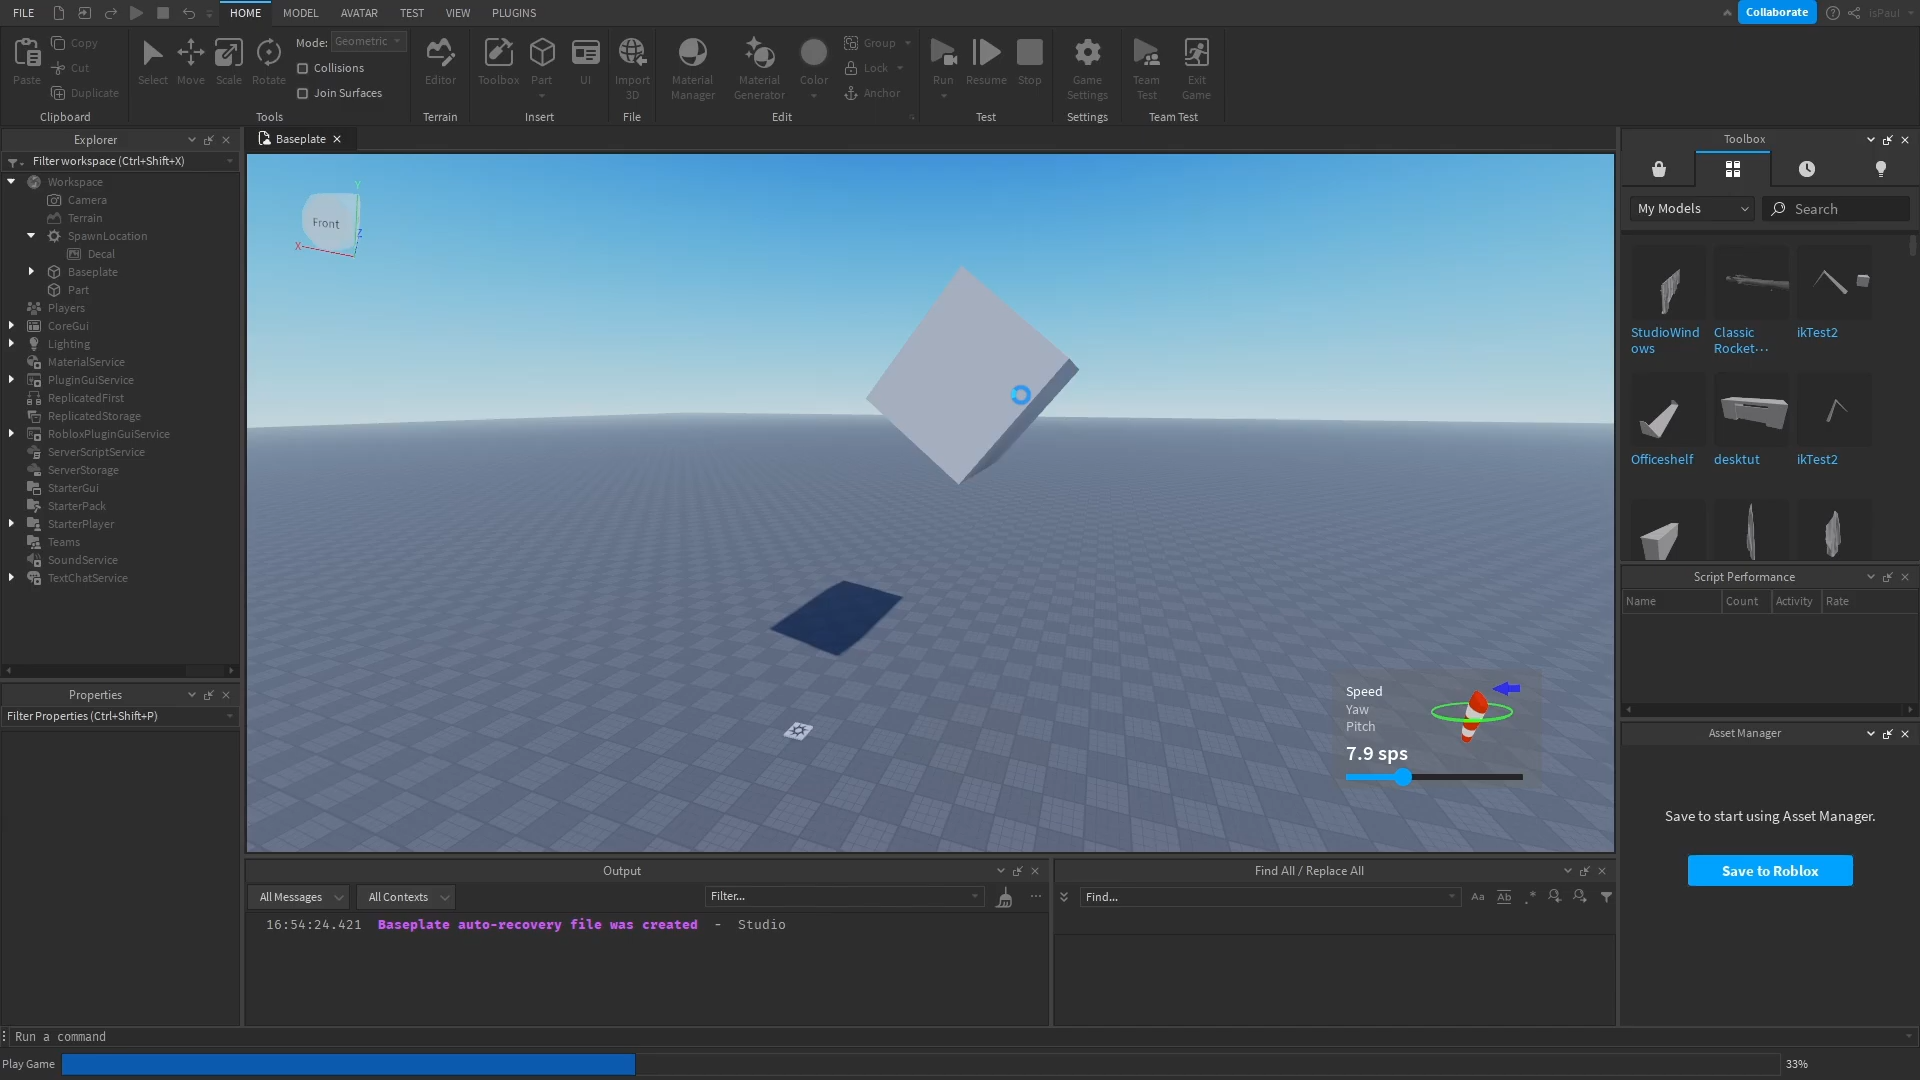 FILE HOME MODEL AVATAR TEST VIEW PLUGINS Collaborate isPaul
Paste Copy Cut Duplicate
Clipboard
Select Move Scale Rotate
Mode: Geometric
Collisions
Join Surfaces
Tools
Editor
Terrain
Toolbox Part UI
Insert
Import 3D
File
Material Manager
Material Generator
Color
Group
Lock
Anchor
Edit
Run Resume Stop
Test
Game Settings
Settings
Team Test
Exit Game
Team Test
Explorer
Filter workspace (Ctrl+Shift+X)
Workspace
Camera
Terrain
SpawnLocation
Decal
Baseplate
Part
Players
CoreGui
Lighting
MaterialService
PluginGuiService
ReplicatedFirst
ReplicatedStorage
RobloxPluginGuiService
ServerScriptService
ServerStorage
StarterGui
StarterPack
StarterPlayer
Teams
SoundService
TextChatService
Properties
Filter Properties (Ctrl+Shift+P)
Baseplate
Y
Front
Z
X
Speed
Yaw
Pitch
7.9 sps
Output
All Messages All Contexts Filter...
16:54:24.421 Baseplate auto-recovery file was created - Studio
Find All / Replace All
Find... Aa Ab .*
Toolbox
My Models Search
StudioWind
ows
Classic
Rocket···
ikTest2
Officeshelf desktut ikTest2
Script Performance
Name Count Activity Rate
Asset Manager
Save to start using Asset Manager.
Save to Roblox
Run a command
Play Game 33%